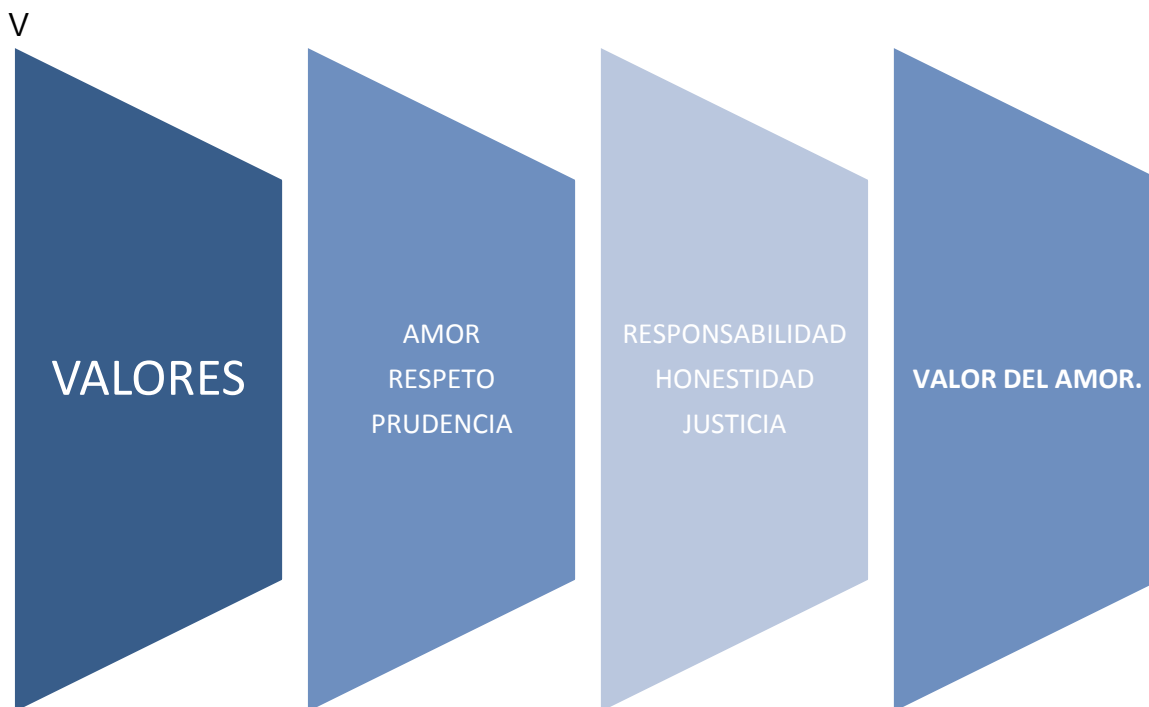 V
VALORES
AMOR
RESPETO
PRUDENCIA
RESPONSABILIDAD
HONESTIDAD
JUSTICIA
VALOR DEL AMOR.